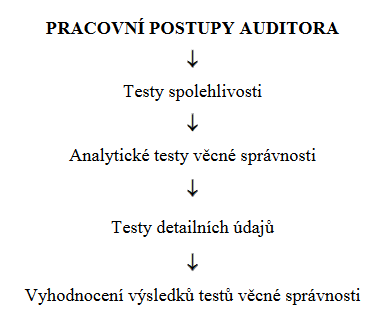 PRACOVNÍ POSTUPY AUDITORA
↓
Testy spolehlivosti
↓
Analytické testy věcné správnosti
↓
Testy detailních údajů
↓
Vyhodnocení výsledků testů věcné správnosti